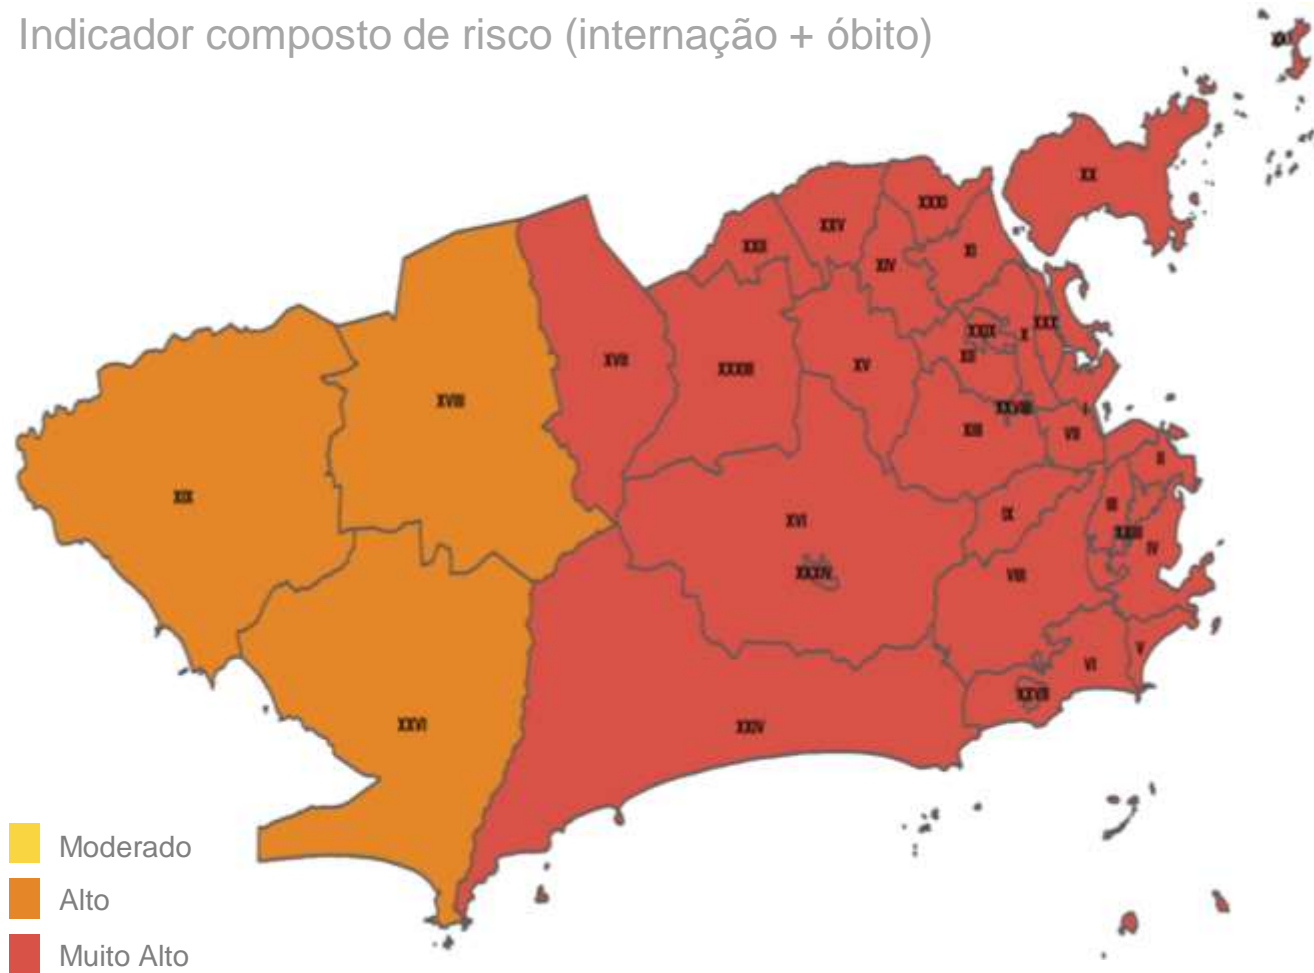 Indicador composto de risco (internação + óbito)
XX
XXXI
XXV
XXII
XI
XIV
XXIX
X
XXX
XII
XVII
XXXIII
XV
XVIII
XXVIII
I
XIII
VII
II
XIX
III
IX
XVI
XXIII
IV
XXXIV
VIII
V
VI
XXVII
XXVI
XXIV
Moderado
Alto
Muito Alto